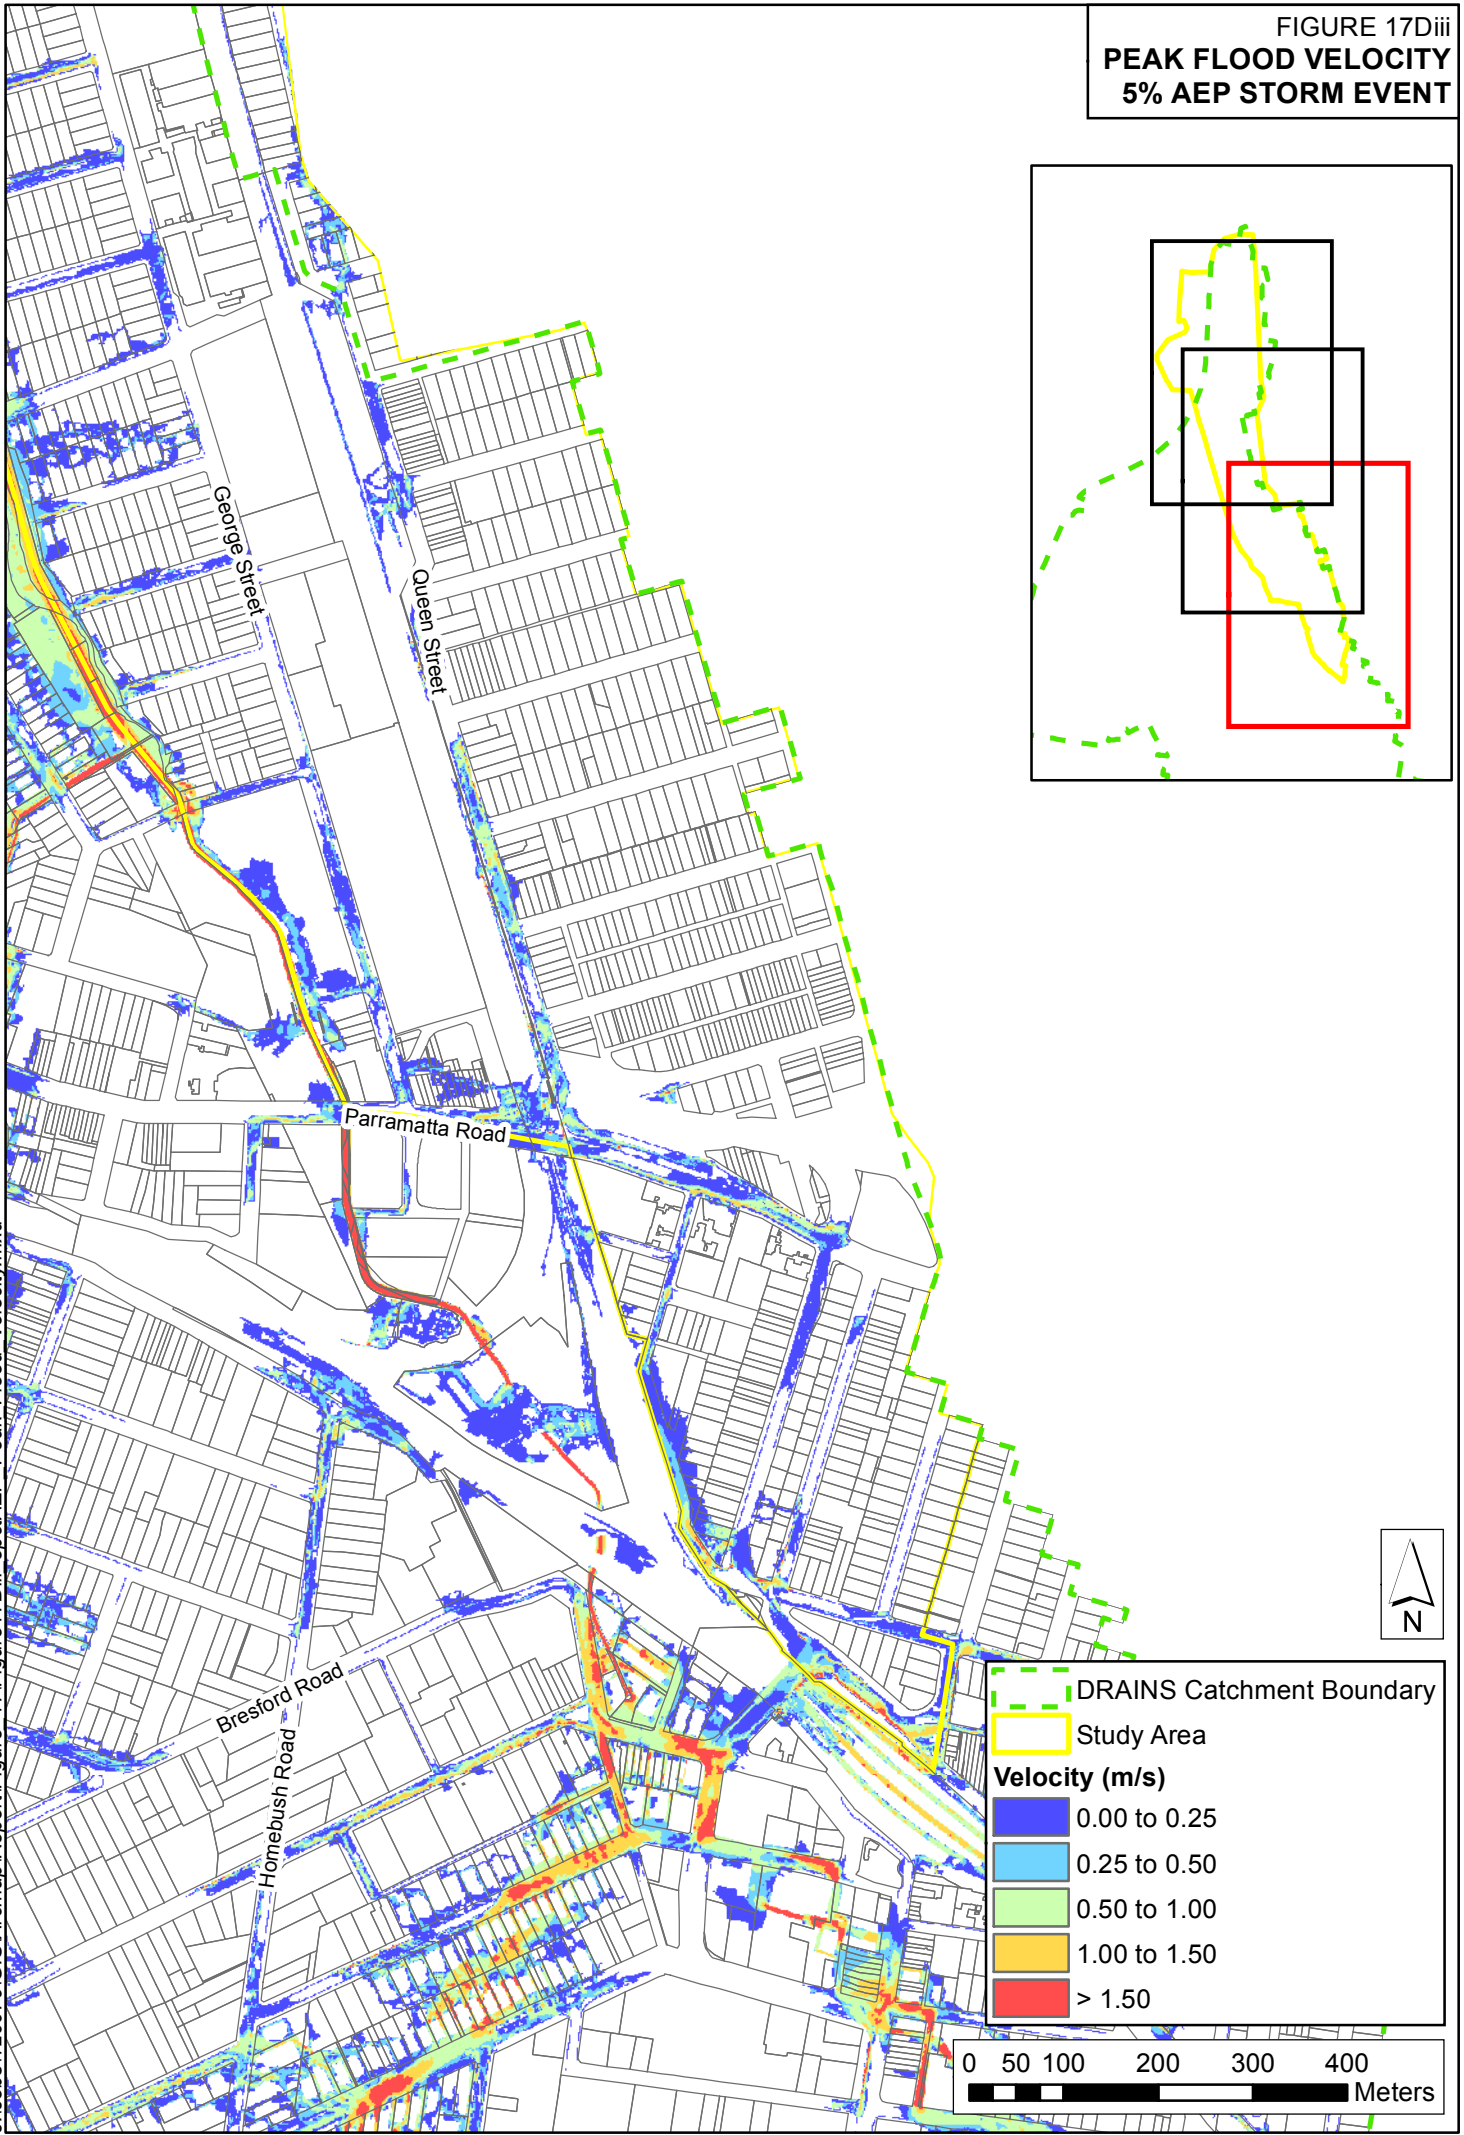 FIGURE 17Diii
PEAK FLOOD VELOCITY
5% AEP STORM EVENT
George Street
Queen Street
Parramatta Road
Bresford Road
Homebush Road
N
DRAINS Catchment Boundary
Study Area
Velocity (m/s)
0.00 to 0.25
0.25 to 0.50
0.50 to 1.00
1.00 to 1.50
> 1.50
0 50 100 200 300 400
Meters